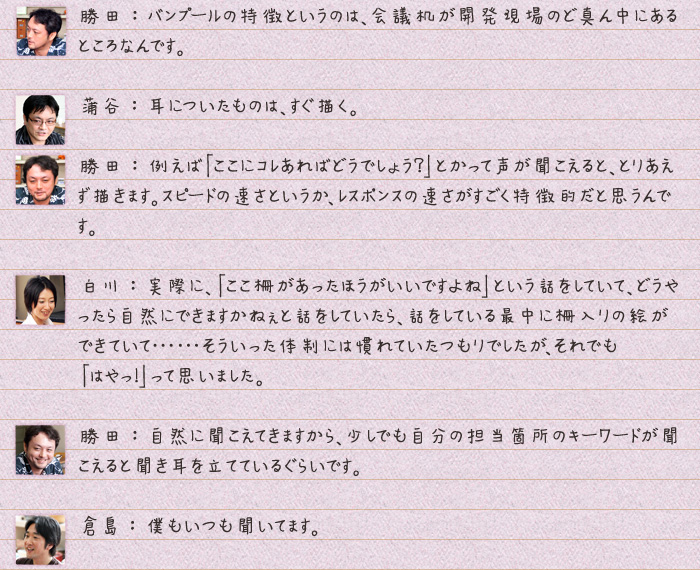 勝田：バンプールの特徴というのは、会議机が開発現場のど真ん中にある
ところなんです。
蒲谷：耳についたものは、すぐ描く。
勝田：例えば「ここにコレあればどうでしょう?」とかって声が聞こえると、とりあえ
ず描きます。スピードの速さというか、レスポンスの速さがすごく特徴的だと思うんで
す。
白川：実際に、「ここ柵があったほうがいいですよね」という話をしていて、どうや
ったら自然にできますかねぇと話をしていたら、話をしている最中に柵入りの絵が
できていて……そういった体制には慣れていたつもりでしたが、それでも
「はやっ!」って思いました。
勝田：自然に聞こえてきますから、少しでも自分の担当箇所のキーワードが聞
こえると聞き耳を立てているぐらいです。
倉島：僕もいつも聞いてます。